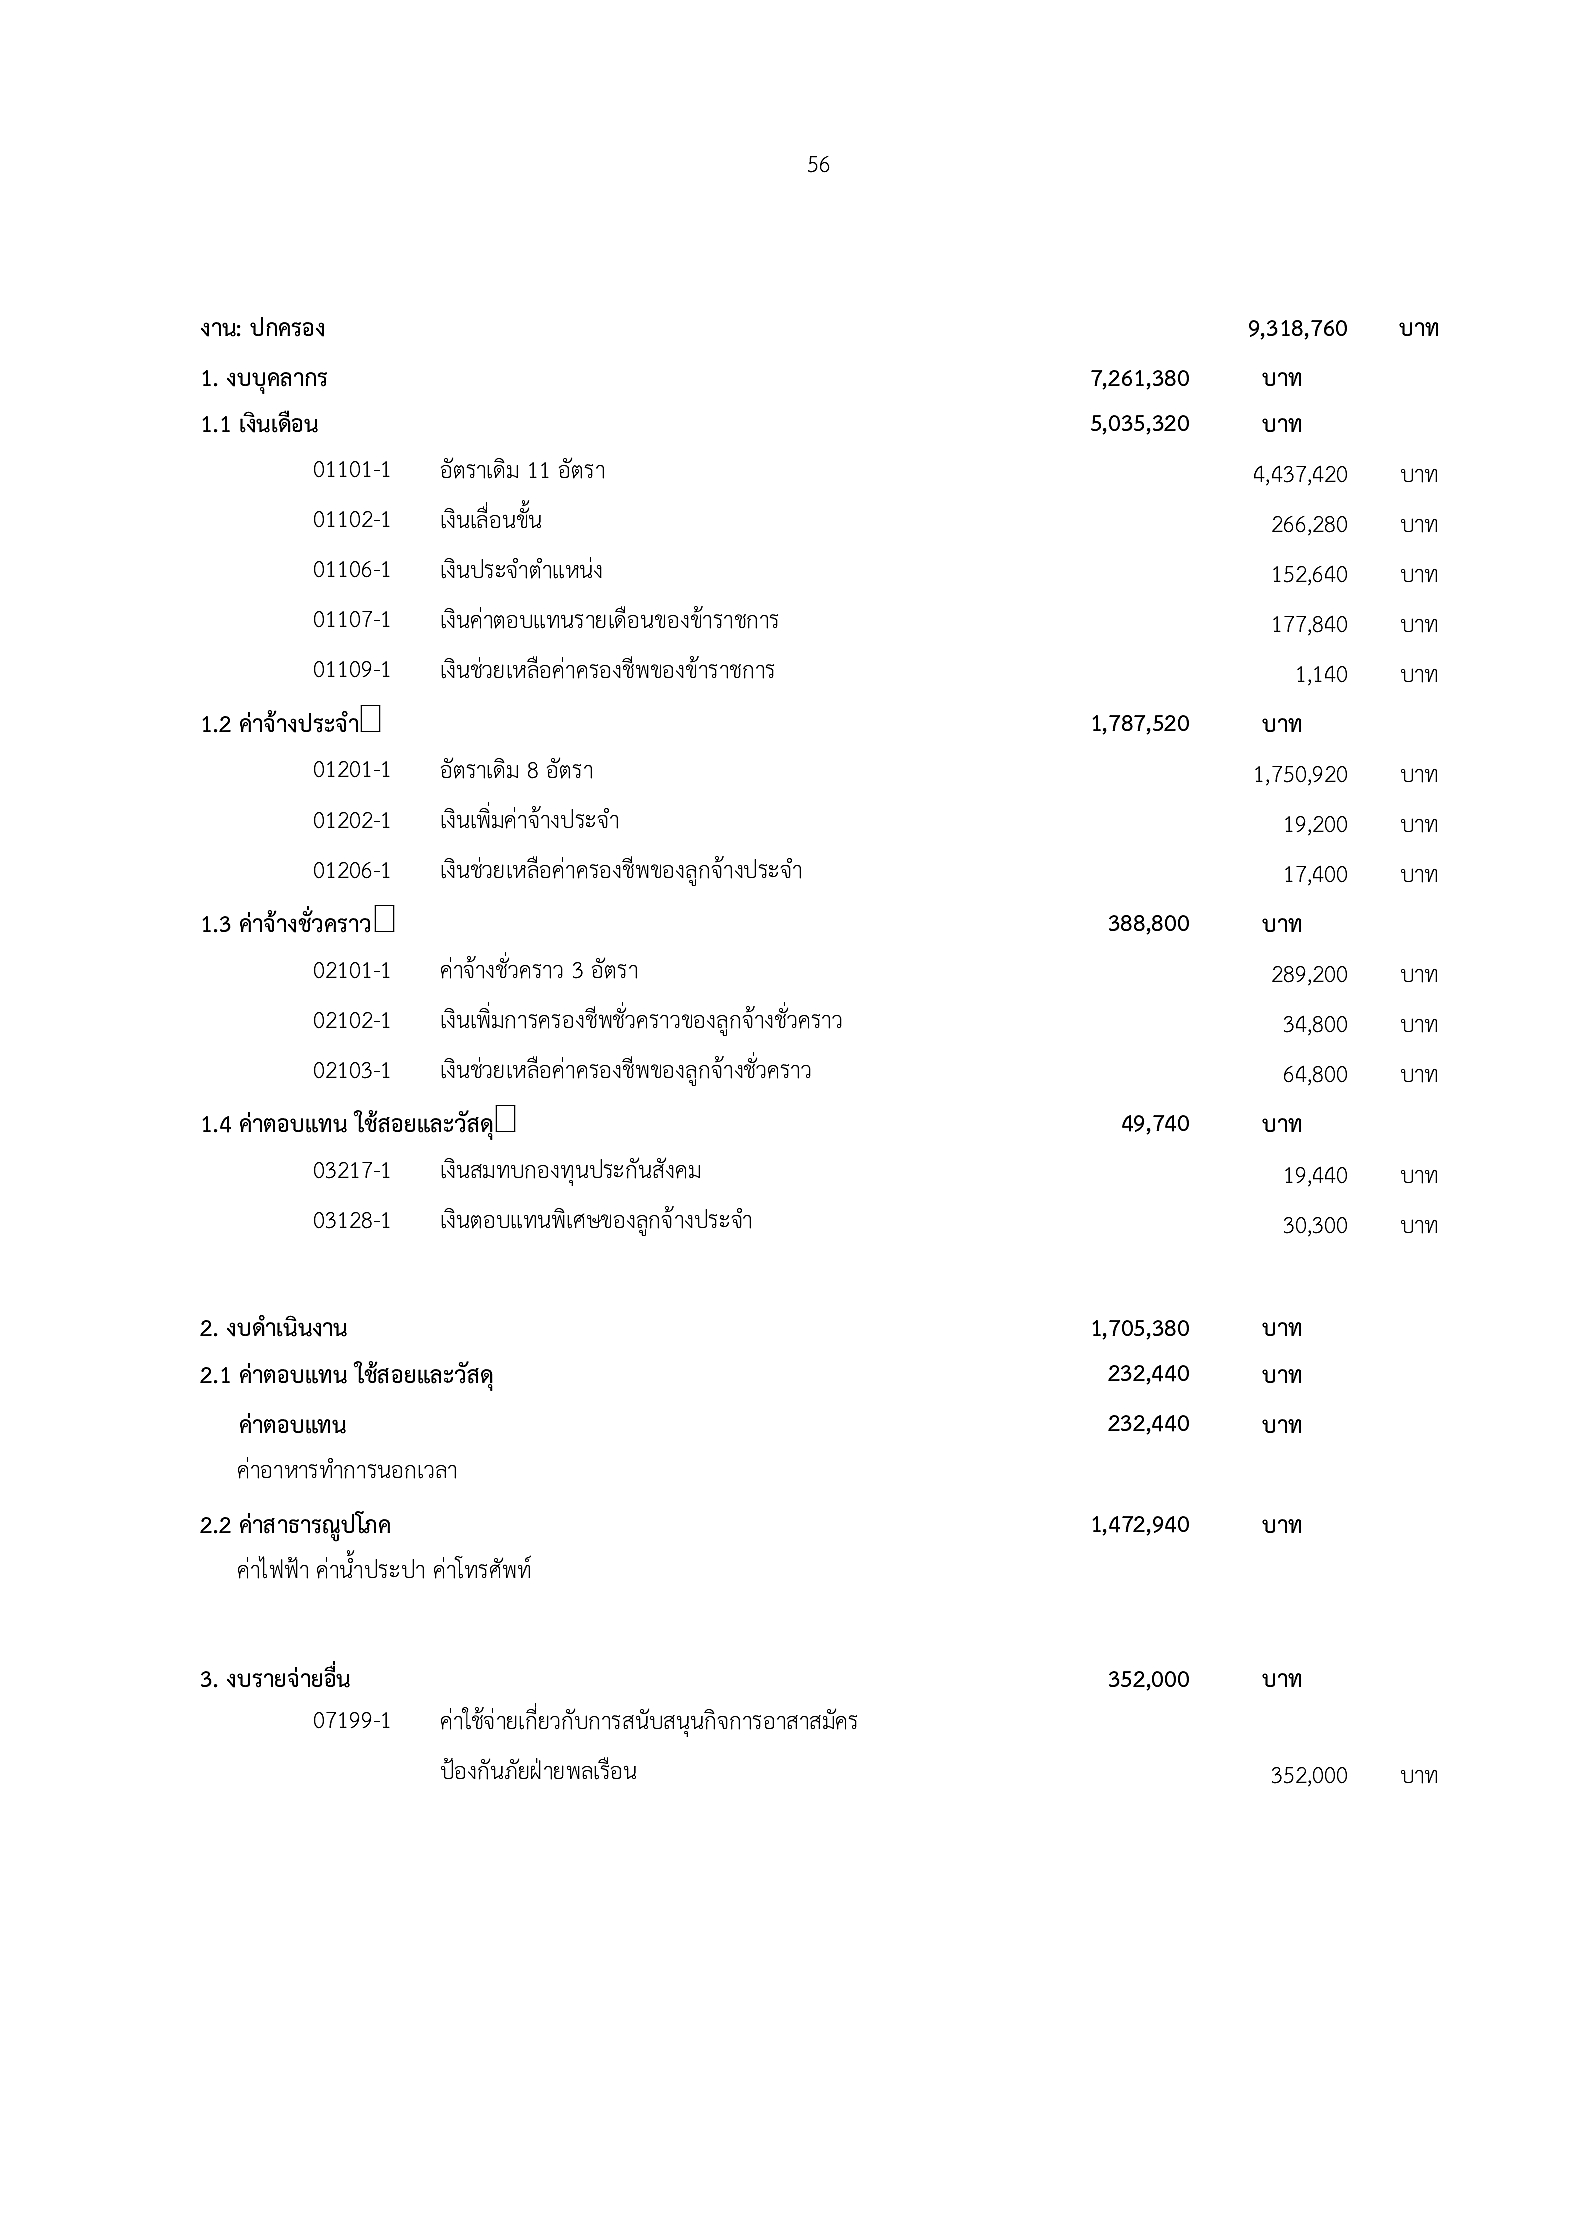 56
งาน: ปกครอง 9,318,760 บาท
1. งบบุคลากร 7,261,380 บาท
1.1 เงินเดือน 5,035,320 บาท
01101-1 อัตราเดิม 11 อัตรา 4,437,420 บาท
01102-1 เงินเลื่อนขั้น 266,280 บาท
01106-1 เงินประจำตำแหน่ง 152,640 บาท
01107-1 เงินค่าตอบแทนรายเดือนของข้าราชการ 177,840 บาท
01109-1 เงินช่วยเหลือค่าครองชีพของข้าราชการ 1,140 บาท
1.2 ค่าจ้างประจำ 1,787,520 บาท
01201-1 อัตราเดิม 8 อัตรา 1,750,920 บาท
01202-1 เงินเพิ่มค่าจ้างประจำ 19,200 บาท
01206-1 เงินช่วยเหลือค่าครองชีพของลูกจ้างประจำ 17,400 บาท
1.3 ค่าจ้างชั่วคราว 388,800 บาท
02101-1 ค่าจ้างชั่วคราว 3 อัตรา 289,200 บาท
02102-1 เงินเพิ่มการครองชีพชั่วคราวของลูกจ้างชั่วคราว 34,800 บาท
02103-1 เงินช่วยเหลือค่าครองชีพของลูกจ้างชั่วคราว 64,800 บาท
1.4 ค่าตอบแทน ใช้สอยและวัสดุ 49,740 บาท
03217-1 เงินสมทบกองทุนประกันสังคม 19,440 บาท
03128-1 เงินตอบแทนพิเศษของลูกจ้างประจำ 30,300 บาท
2. งบดำเนินงาน 1,705,380 บาท
2.1 ค่าตอบแทน ใช้สอยและวัสดุ 232,440 บาท
ค่าตอบแทน 232,440 บาท
ค่าอาหารทำการนอกเวลา
2.2 ค่าสาธารณูปโภค 1,472,940 บาท
ค่าไฟฟ้า ค่าน้ำประปา ค่าโทรศัพท์
3. งบรายจ่ายอื่น 352,000 บาท
07199-1 ค่าใช้จ่ายเกี่ยวกับการสนับสนุนกิจการอาสาสมัคร
ป้องกันภัยฝ่ายพลเรือน 352,000 บาท